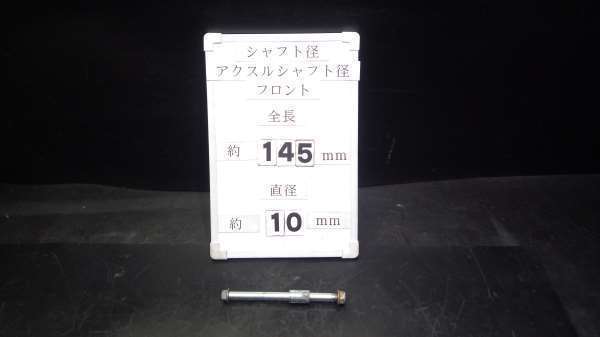 シャフト径
アクスルシャフト径
フロント
全長
約 145 mm
直径
約 10 mm